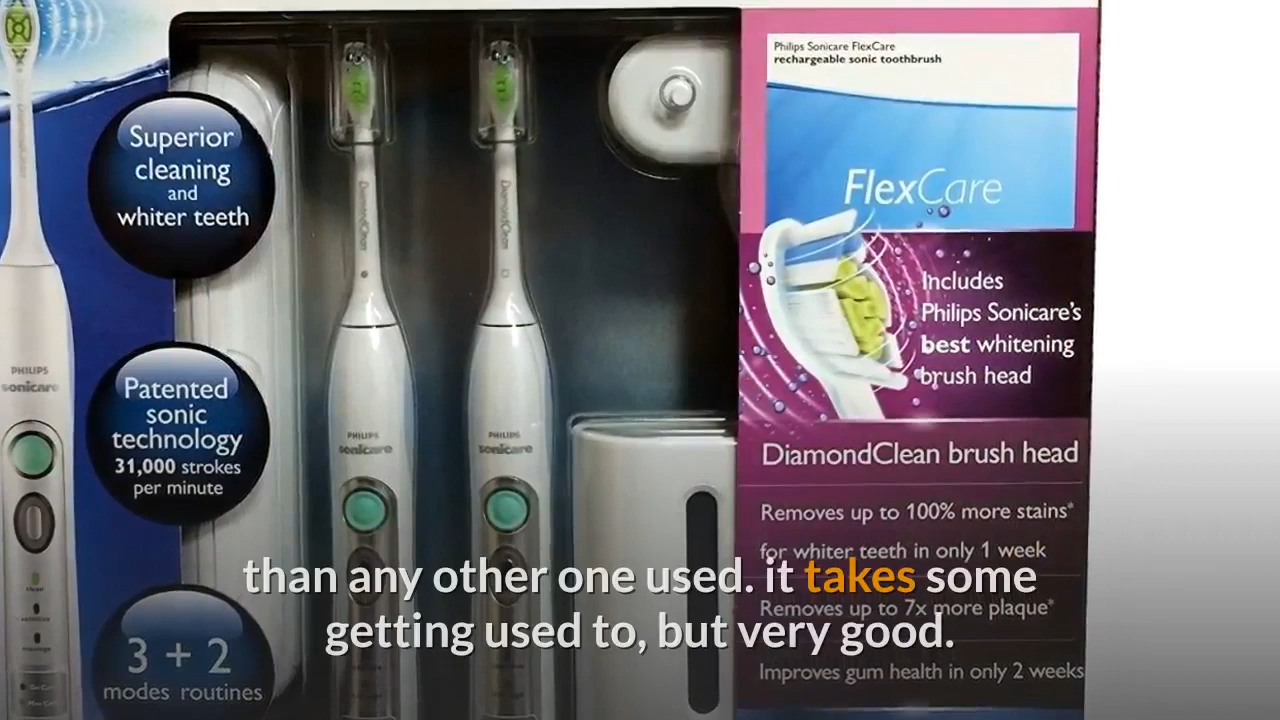 Superior
cleaning
and
whiter teeth
PHILIPS
sonicare
Patented
sonic
technology
31,000 strokes
per minute
3 + 2
modes routines
DiamondClean
DiamondClean
PHILIPS
sonicare
PHILIPS
sonicare
Philips Sonicare FlexCare
rechargeable sonic toothbrush
FlexCare
Includes
Philips Sonicare's
best whitening
brush head
DiamondClean brush head
Removes up to 100% more stains*
for whiter teeth in only 1 week
Removes up to 7x more plaque*
Improves gum health in only 2 weeks
than any other one used. it takes some
getting used to, but very good.